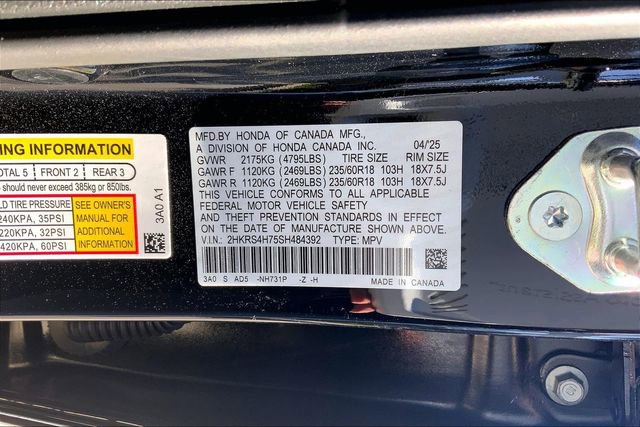 NG INFORMATION
OTAL 5 FRONT 2 REAR 3
should never exceed 385kg or 850lbs.
LD TIRE PRESSURE
240KPA, 35PSI
220KPA, 32PSI
420KPA, 60PSI
SEE OWNER'S
MANUAL FOR
ADDITIONAL
INFORMATION
3A0 A1
MFD.BY HONDA OF CANADA MFG.,
A DIVISION OF HONDA CANADA INC. 04/'25
GVWR 2175KG (4795LBS) TIRE SIZE RIM SIZE
GAWR F 1120KG (2469LBS) 235/60R18 103H 18X7.5J
GAWR R 1120KG (2469LBS) 235/60R18 103H 18X7.5J
THIS VEHICLE CONFORMS TO ALL APPLICABLE
FEDERAL MOTOR VEHICLE SAFETY
AND THEFT PREVENTION STANDARDS IN EFFECT
ON THE DATE OF MANUFACTURE SHOWN ABOVE.
V.I.N.: 2HKRS4H75SH484392 TYPE: MPV
3A0 S AD5 -NH731P -Z -H MADE IN CANADA